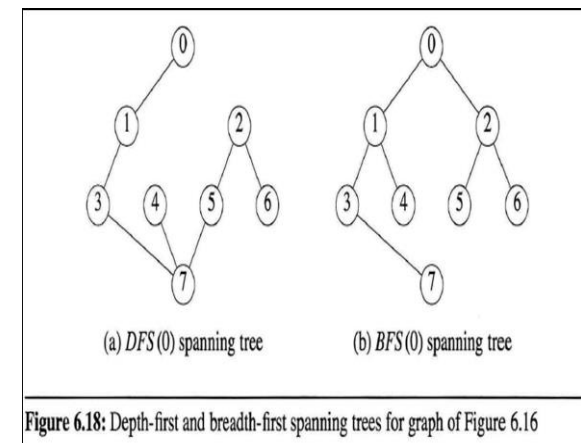 0 0
1 2 1 2
3 4 5 6 3 4 5 6
7 7
(a) DFS(0) spanning tree (b) BFS(0) spanning tree
Figure 6.18: Depth-first and breadth-first spanning trees for graph of Figure 6.16